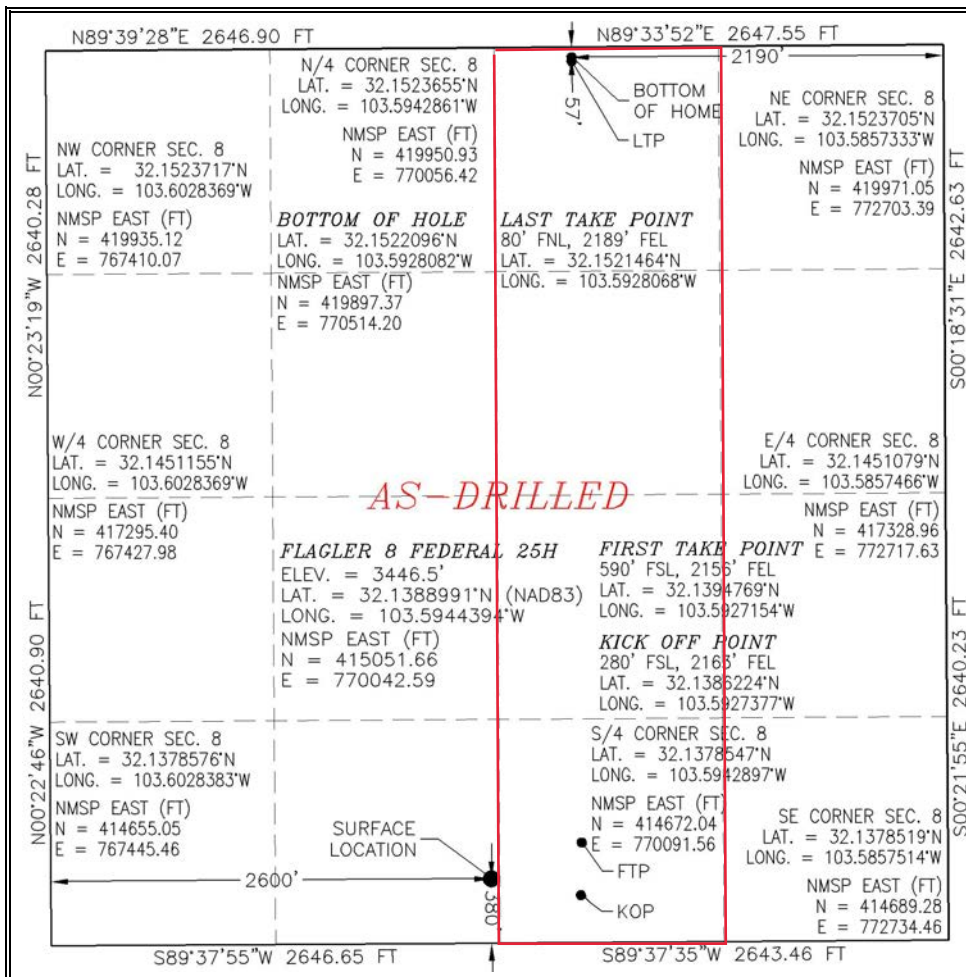 N89°39'28"E 2646.90 FT
N89°33'52"E 2647.55 FT
2190'
57'
BOTTOM
OF HOME
LTP
N/4 CORNER SEC. 8
LAT. = 32.1523655°N
LONG. = 103.5942861°W
NMSP EAST (FT)
N = 419950.93
E = 770056.42
NE CORNER SEC. 8
LAT. = 32.1523705°N
LONG. = 103.5857333°W
NMSP EAST (FT)
N = 419971.05
E = 772703.39
NW CORNER SEC. 8
LAT. = 32.1523717°N
LONG. = 103.6028369°W
NMSP EAST (FT)
N = 419935.12
E = 767410.07
N00°23'19"W 2640.28 FT
S00°18'31"E 2642.63 FT
BOTTOM OF HOLE
LAT. = 32.1522096°N
LONG. = 103.5928082°W
NMSP EAST (FT)
N = 419897.37
E = 770514.20
LAST TAKE POINT
80' FNL, 2189' FEL
LAT. = 32.1521464°N
LONG. = 103.5928068°W
W/4 CORNER SEC. 8
LAT. = 32.1451155°N
LONG. = 103.6028369°W
NMSP EAST (FT)
N = 417295.40
E = 767427.98
E/4 CORNER SEC. 8
LAT. = 32.1451079°N
LONG. = 103.5857466°W
NMSP EAST (FT)
N = 417328.96
E = 772717.63
AS-DRILLED
FLAGLER 8 FEDERAL 25H
ELEV. = 3446.5'
LAT. = 32.1388991°N (NAD83)
LONG. = 103.5944394°W
NMSP EAST (FT)
N = 415051.66
E = 770042.59
FIRST TAKE POINT
590' FSL, 2156' FEL
LAT. = 32.1394769°N
LONG. = 103.5927154°W
KICK OFF POINT
280' FSL, 2163' FEL
LAT. = 32.1386224°N
LONG. = 103.5927377°W
N00°22'46"W 2640.90 FT
S00°21'55"E 2640.23 FT
SW CORNER SEC. 8
LAT. = 32.1378576°N
LONG. = 103.6028383°W
NMSP EAST (FT)
N = 414655.05
E = 767445.46
S/4 CORNER SEC. 8
LAT. = 32.1378547°N
LONG. = 103.5942897°W
NMSP EAST (FT)
N = 414672.04
E = 770091.56
SE CORNER SEC. 8
LAT. = 32.1378519°N
LONG. = 103.5857514°W
NMSP EAST (FT)
N = 414689.28
E = 772734.46
SURFACE
LOCATION
2600'
380'
FTP
KOP
S89°37'55"W 2646.65 FT
S89°37'35"W 2643.46 FT